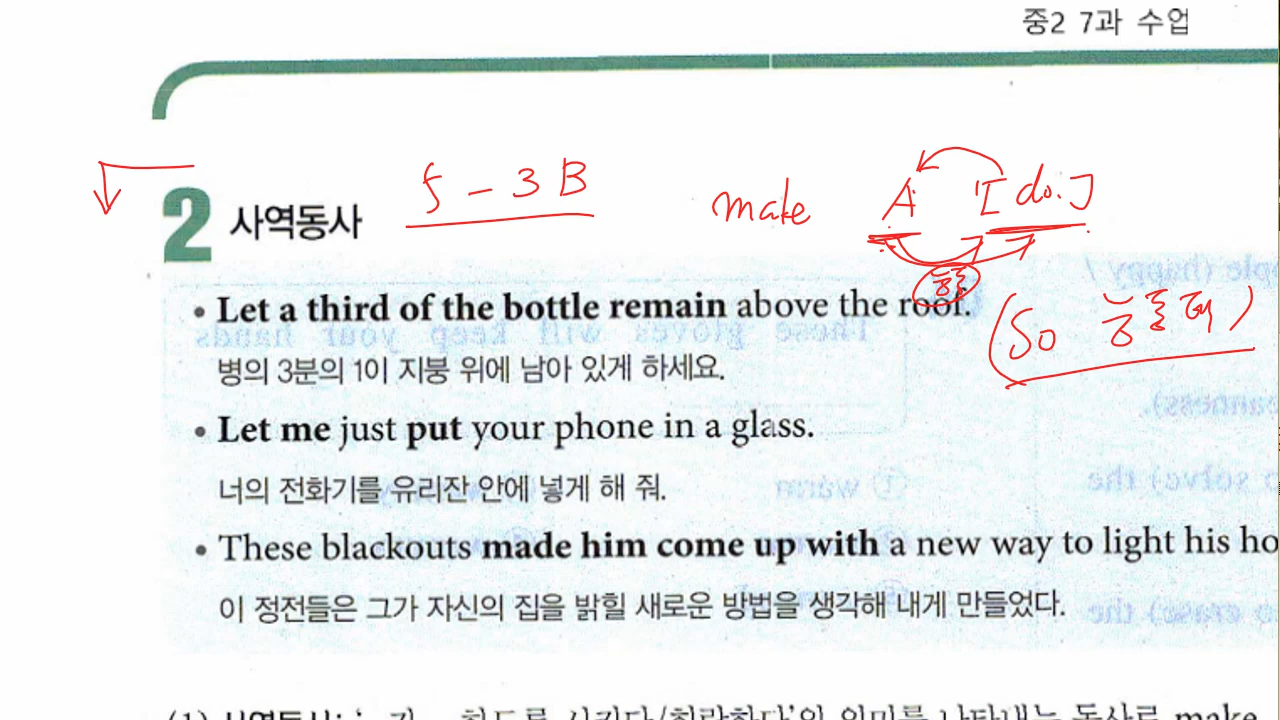 중2 7과 수업
5 - 3 B
make A [do.]
2 사역동사
• Let a third of the bottle remain above the roof.
병의 3분의 1이 지붕 위에 남아 있게 하세요.
• Let me just put your phone in a glass.
너의 전화기를 유리잔 안에 넣게 해 줘.
• These blackouts made him come up with a new way to light his ho
이 정전들은 그가 자신의 집을 밝힐 새로운 방법을 생각해 내게 만들었다.